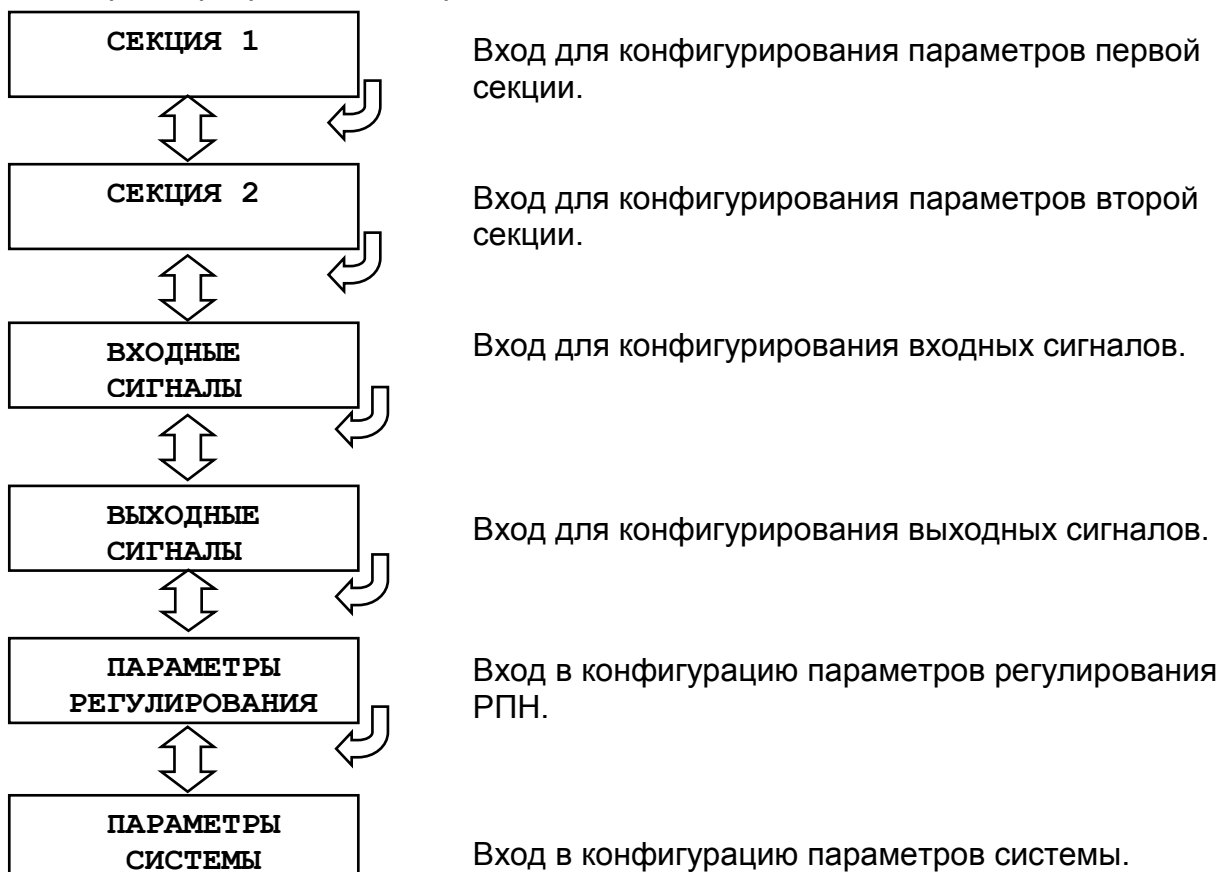 СЕКЦИЯ 1
Вход для конфигурирования параметров первой
секции.
СЕКЦИЯ 2
Вход для конфигурирования параметров второй
секции.
ВХОДНЫЕ
СИГНАЛЫ
Вход для конфигурирования входных сигналов.
ВЫХОДНЫЕ
СИГНАЛЫ
Вход для конфигурирования выходных сигналов.
ПАРАМЕТРЫ
РЕГУЛИРОВАНИЯ
Вход в конфигурацию параметров регулирования
РПН.
ПАРАМЕТРЫ
СИСТЕМЫ
Вход в конфигурацию параметров системы.